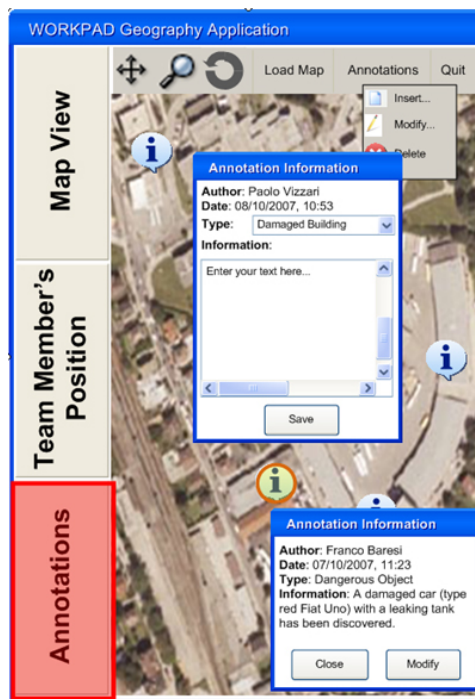 WORKPAD Geography Application
Load Map Annotations Quit
Insert...
Modify...
Delete
Map View
Team Member's
Position
Annotations
Annotation Information
Author: Paolo Vizzari
Date: 08/10/2007, 10:53
Type: Damaged Building
Information:
Enter your text here...
Save
Annotation Information
Author: Franco Baresi
Date: 07/10/2007, 11:23
Type: Dangerous Object
Information: A damaged car (type
red Fiat Uno) with a leaking tank
has been discovered.
Close Modify